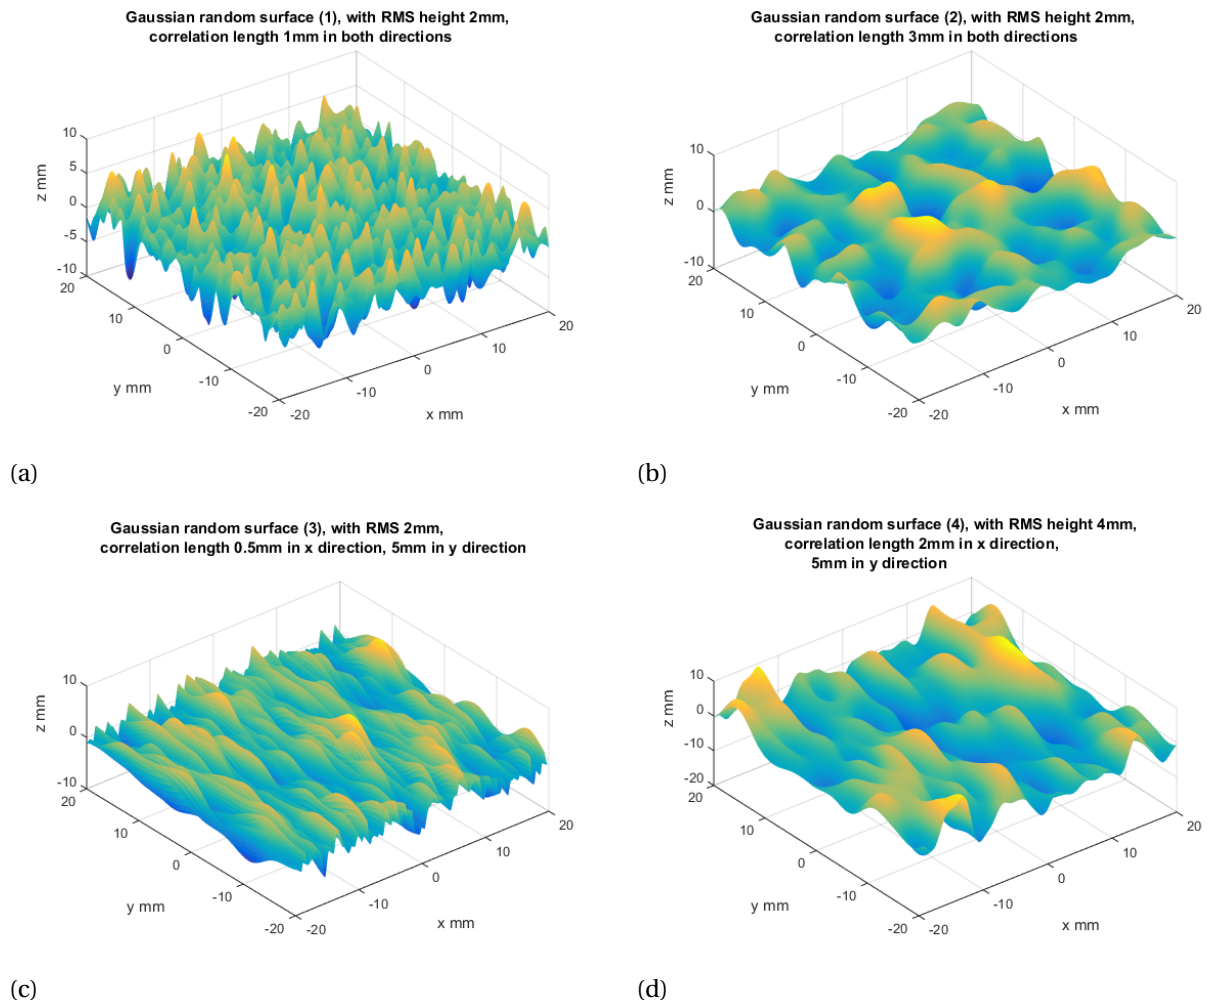 Gaussian random surface (1), with RMS height 2mm,
correlation length 1mm in both directions
10
5
0
-5
-10
z mm
20
10
0
-10
-20
y mm
-20
-10
0
10
20
x mm
(a)
Gaussian random surface (2), with RMS height 2mm,
correlation length 3mm in both directions
10
0
-10
z mm
20
10
0
-10
-20
y mm
-20
-10
0
10
20
x mm
(b)
Gaussian random surface (3), with RMS 2mm,
correlation length 0.5mm in x direction, 5mm in y direction
10
0
-10
z mm
20
10
0
-10
-20
y mm
-20
-10
0
10
20
x mm
(c)
Gaussian random surface (4), with RMS height 4mm,
correlation length 2mm in x direction,
5mm in y direction
10
0
-10
-20
z mm
20
10
0
-10
-20
y mm
-20
-10
0
10
20
x mm
(d)